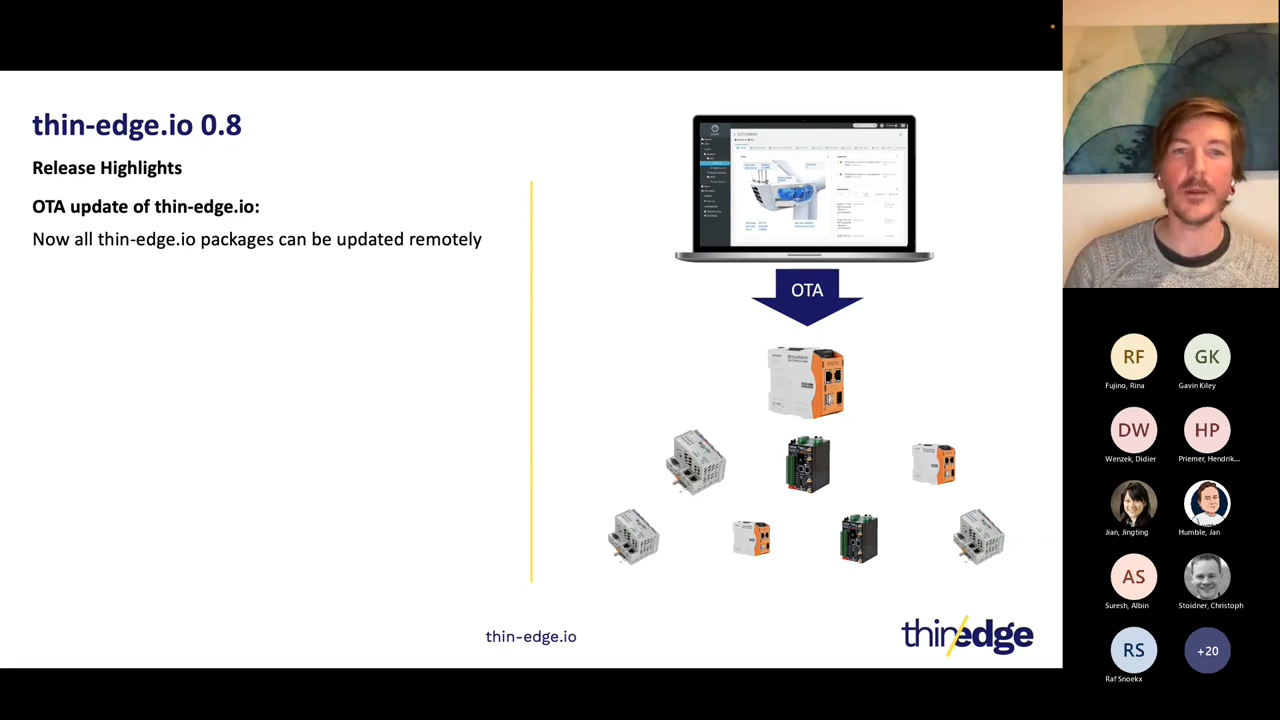 thin-edge.io 0.8
Release Highlights
OTA update of thin-edge.io:
Now all thin-edge.io packages can be updated remotely
OTA
thin-edge.io
thin/edge
RF
GK
Fujino, Rina
Gavin Kiley
DW
HP
Wenzek, Didier
Priemer, Hendrik...
Jian, Jingting
Humble, Jan
AS
Suresh, Albin
Stoidner, Christoph
RS
+20
Raf Snoekx